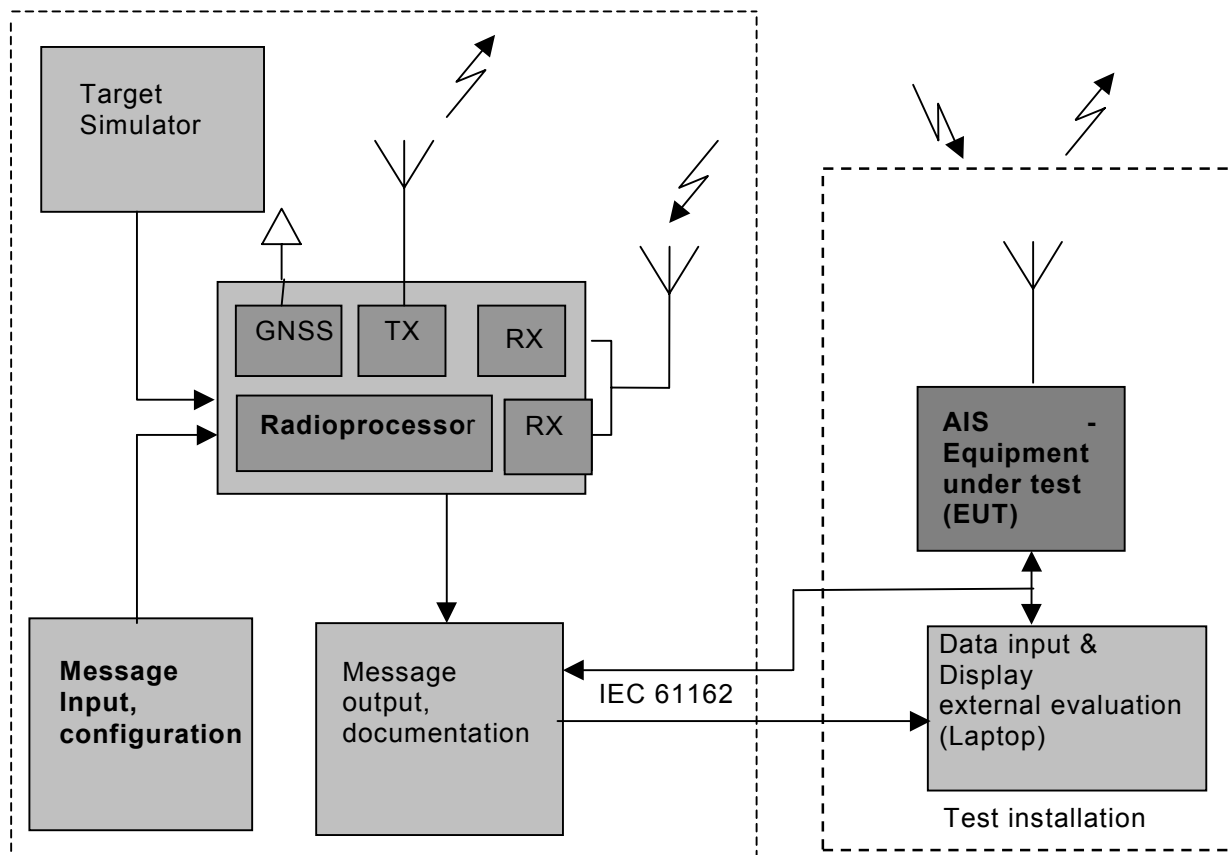 Target
Simulator
GNSS
TX
RX
Radioprocessor
RX
AIS -
Equipment
under test
(EUT)
Message
Input,
configuration
Message
output,
documentation
IEC 61162
Data input &
Display
external evaluation
(Laptop)
Test installation